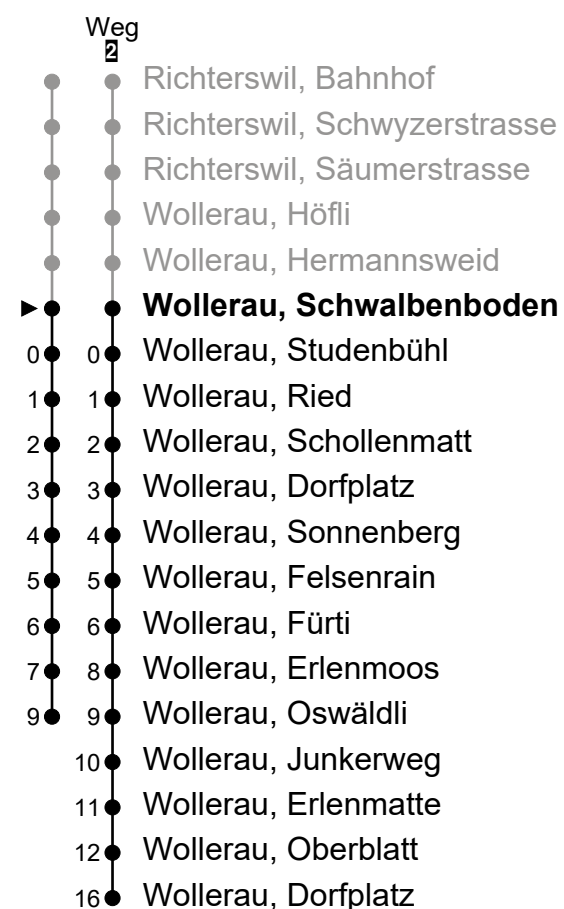 Weg
2
Richterswil, Bahnhof
Richterswil, Schwyzerstrasse
Richterswil, Säumerstrasse
Wollerau, Höfli
Wollerau, Hermannsweid
Wollerau, Schwalbenboden
0 0 Wollerau, Studenbühl
1 1 Wollerau, Ried
2 2 Wollerau, Schollenmatt
3 3 Wollerau, Dorfplatz
4 4 Wollerau, Sonnenberg
5 5 Wollerau, Felsenrain
6 6 Wollerau, Fürti
7 8 Wollerau, Erlenmoos
9 9 Wollerau, Oswäldli
10 Wollerau, Junkerweg
11 Wollerau, Erlenmatte
12 Wollerau, Oberblatt
16 Wollerau, Dorfplatz